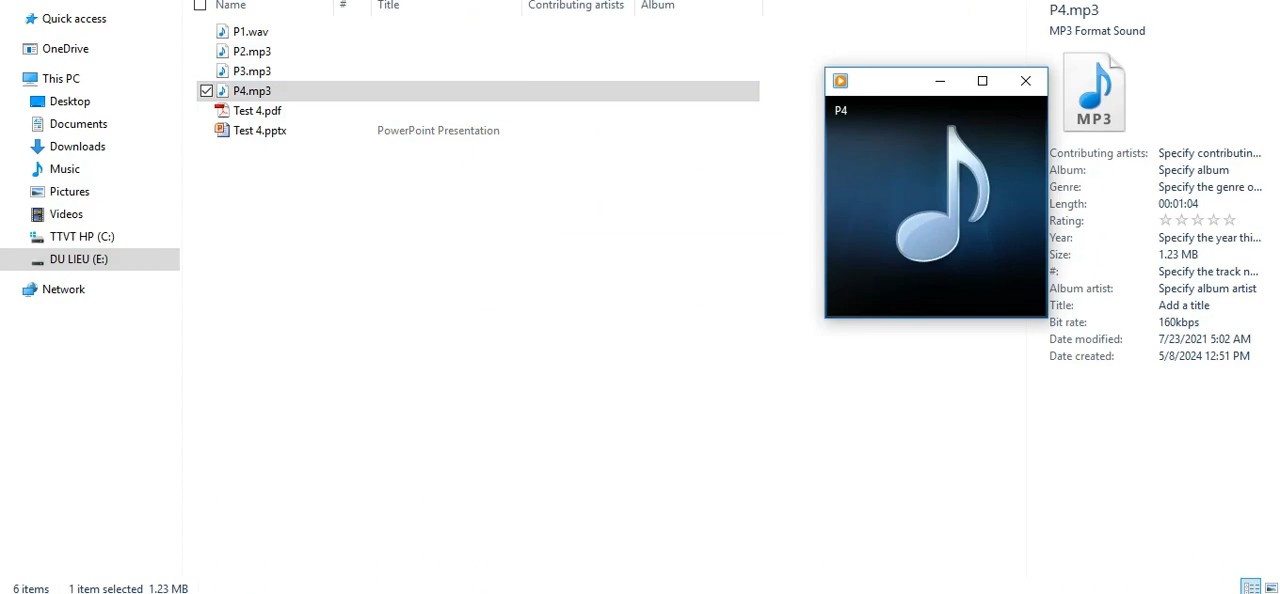 Name # Title Contributing artists Album
Quick access
OneDrive
This PC
Desktop
Documents
Downloads
Music
Pictures
Videos
TTVT HP (C:)
DU LIEU (E:)
Network
P1.wav
P2.mp3
P3.mp3
P4.mp3
Test 4.pdf
Test 4.pptx PowerPoint Presentation
P4
P4.mp3
MP3 Format Sound
MP3
Contributing artists: Specify contributin...
Album: Specify album
Genre: Specify the genre o...
Length: 00:01:04
Rating:
Year: Specify the year thi...
Size: 1.23 MB
#: Specify the track n...
Album artist: Specify album artist
Title: Add a title
Bit rate: 160kbps
Date modified: 7/23/2021 5:02 AM
Date created: 5/8/2024 12:51 PM
6 items 1 item selected 1.23 MB